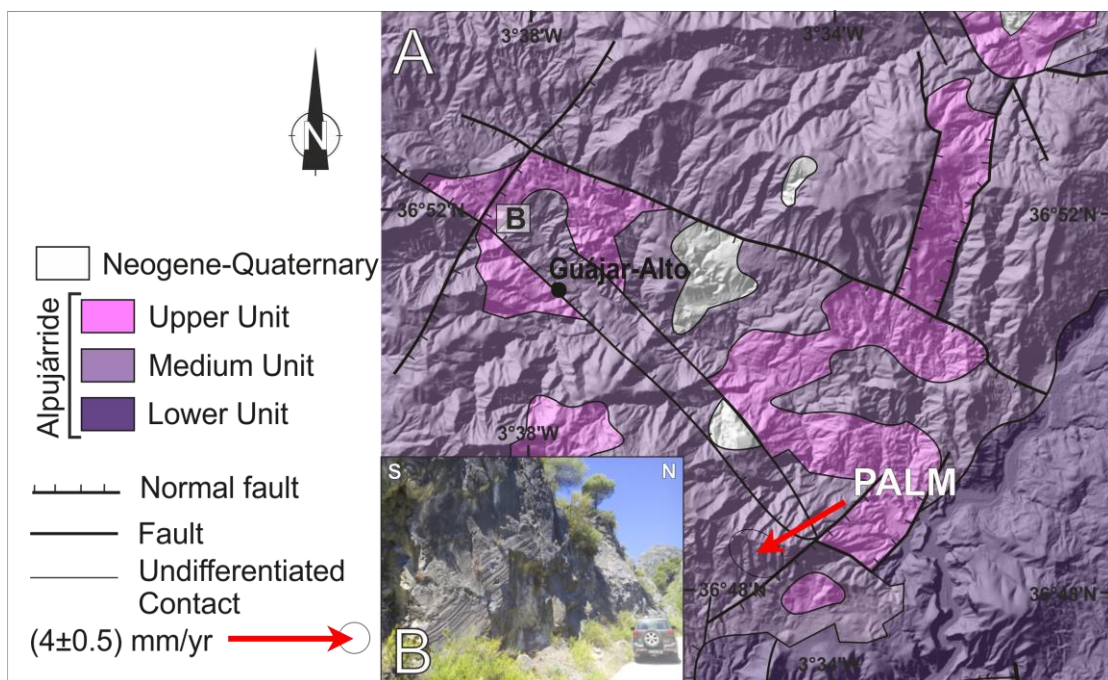 N
Neogene-Quaternary
Alpujárride
Upper Unit
Medium Unit
Lower Unit
Normal fault
Fault
Undifferentiated
Contact
(4±0.5) mm/yr
A
3°38'W
3°34'W
36°52'N
36°52'N
B
Guájar-Alto
3°38'W
PALM
36°48'N
36°48'N
3°34'W
S
N
B